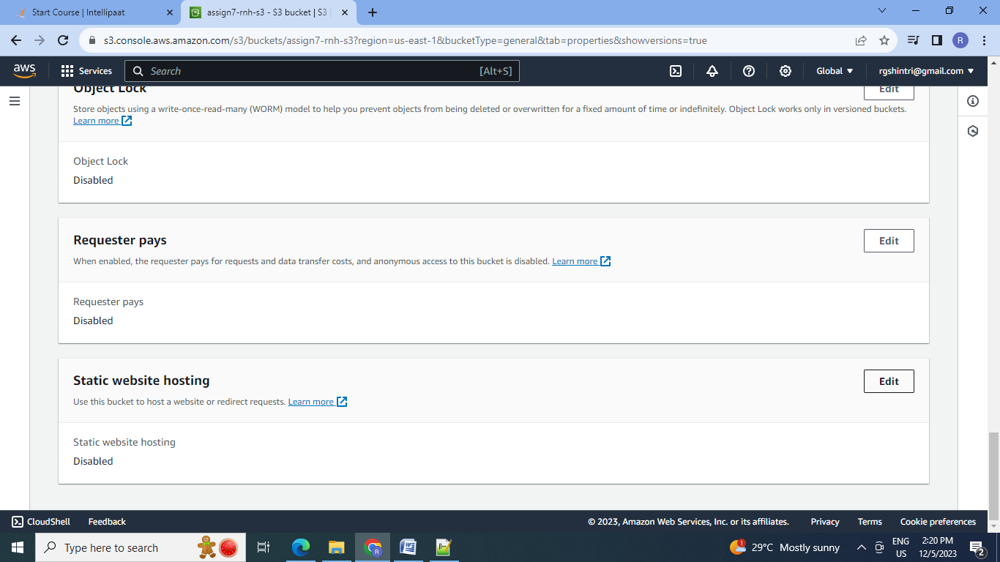 Start Course | Intellipaat
assign7-rnh-s3 - S3 bucket | S3 |
s3.console.aws.amazon.com/s3/buckets/assign7-rnh-s3?region=us-east-1&bucketType=general&tab=properties&showversions=true
R
aws
Services
Search
[Alt+S]
Global
rgshintri@gmail.com
Object Lock
Edit
Store objects using a write-once-read-many (WORM) model to help you prevent objects from being deleted or overwritten for a fixed amount of time or indefinitely. Object Lock works only in versioned buckets.
Learn more
Object Lock
Disabled
Requester pays
Edit
When enabled, the requester pays for requests and data transfer costs, and anonymous access to this bucket is disabled. Learn more
Requester pays
Disabled
Static website hosting
Edit
Use this bucket to host a website or redirect requests. Learn more
Static website hosting
Disabled
CloudShell
Feedback
© 2023, Amazon Web Services, Inc. or its affiliates.
Privacy
Terms
Cookie preferences
Type here to search
R
W
1
29°C Mostly sunny
ENG
US
2:20 PM
12/5/2023
2